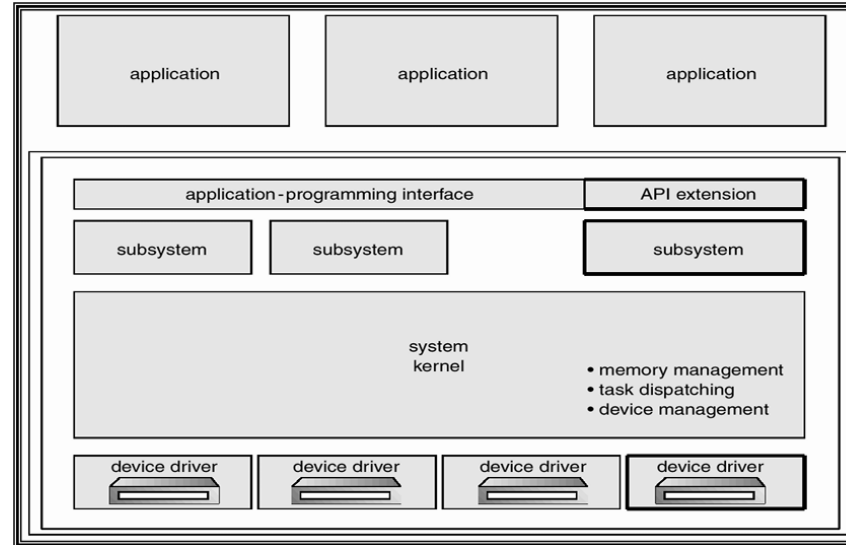 application
application
application
application-programming interface
API extension
subsystem
subsystem
subsystem
system
kernel
• memory management
• task dispatching
• device management
device driver
device driver
device driver
device driver